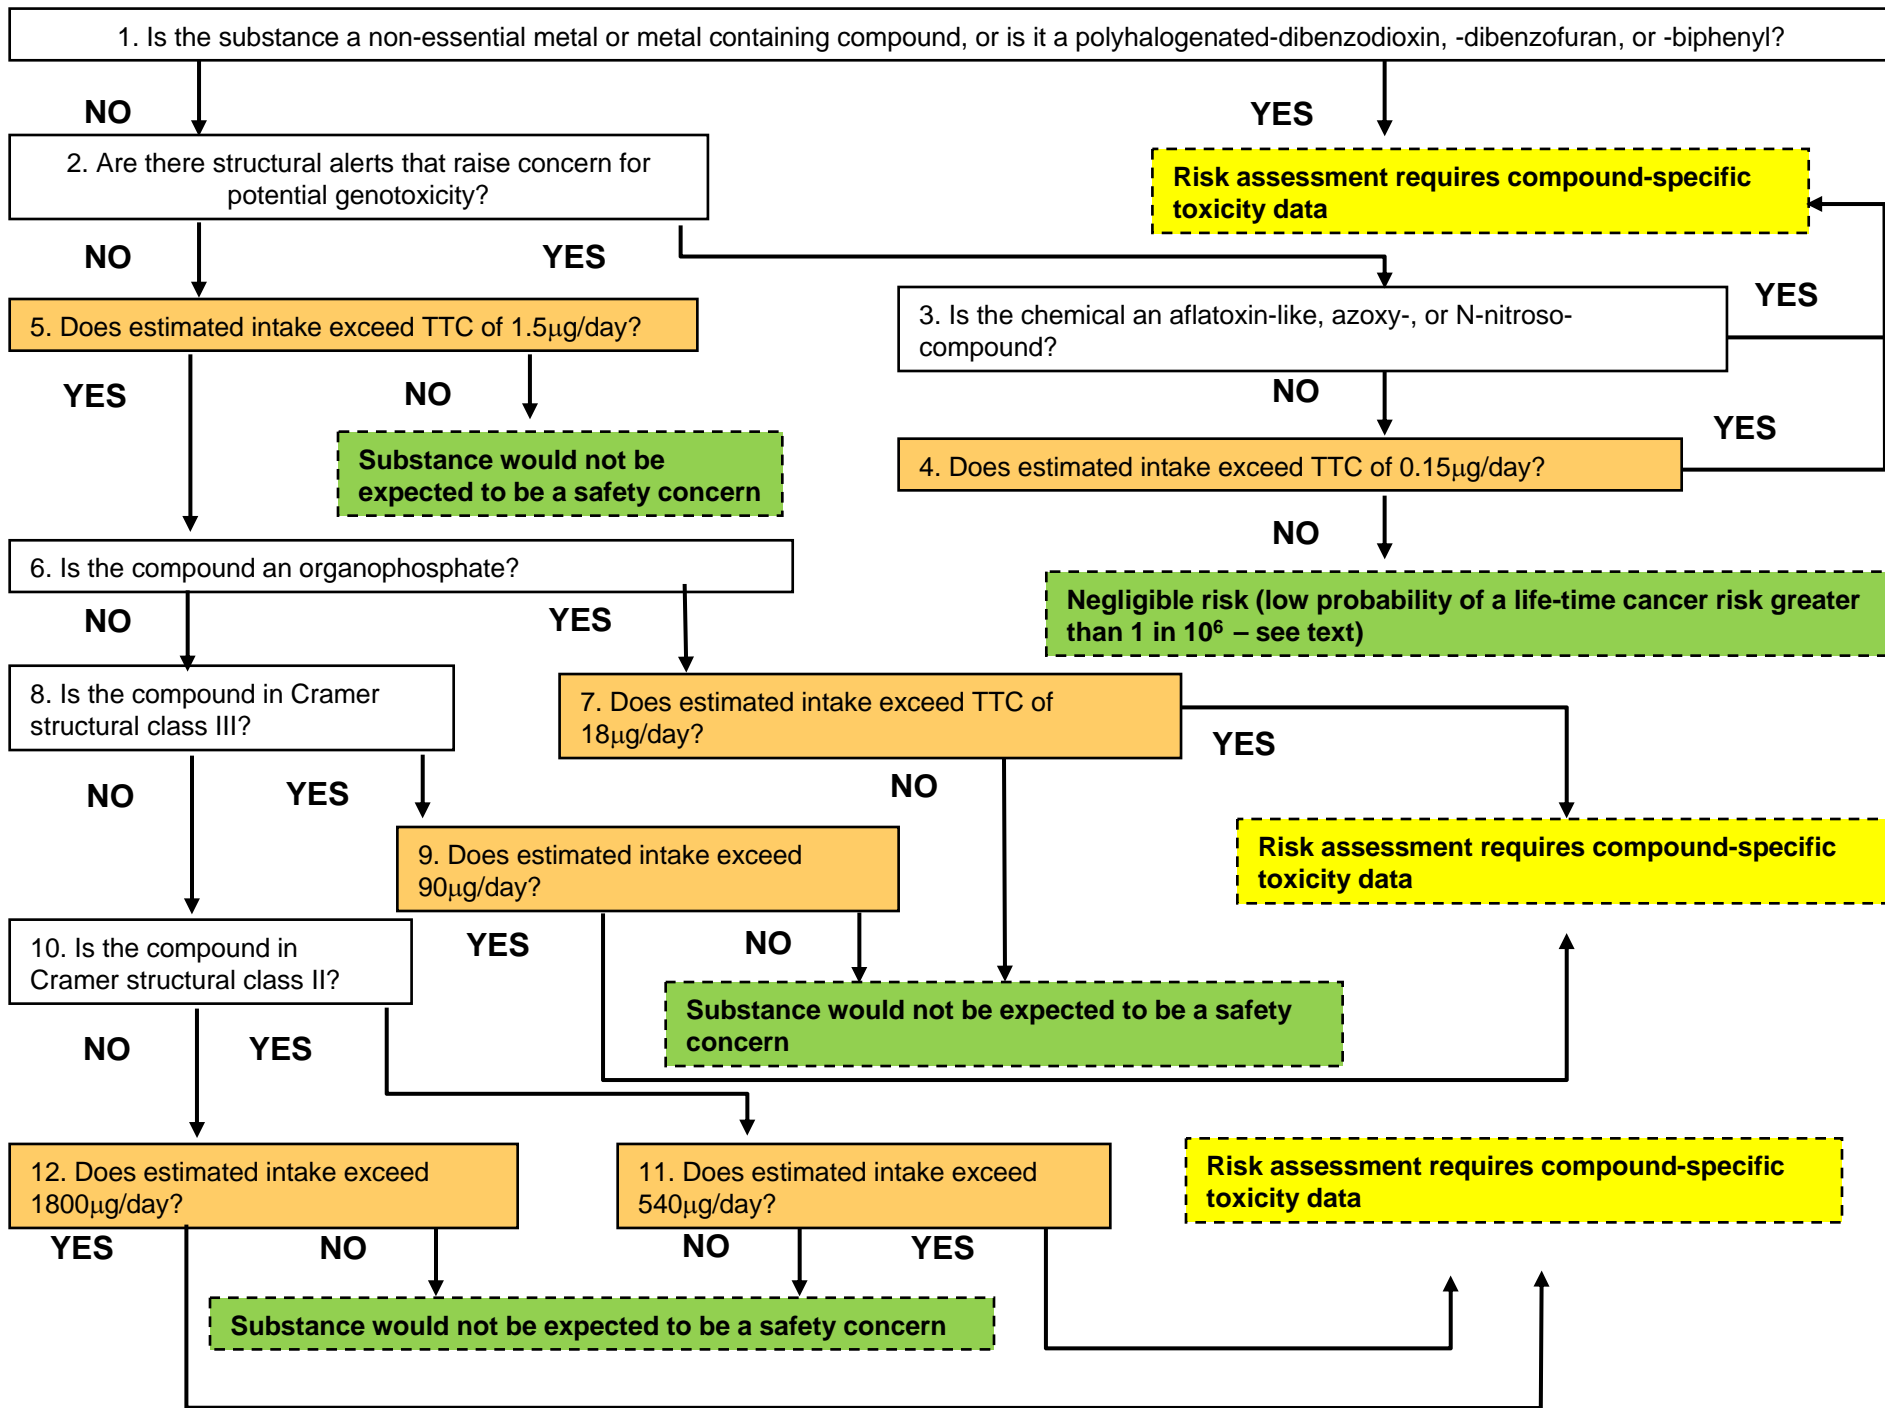 1. Is the substance a non-essential metal or metal containing compound, or is it a polyhalogenated-dibenzodioxin, -dibenzofuran, or -biphenyl?
NO
YES
2. Are there structural alerts that raise concern for
potential genotoxicity?
Risk assessment requires compound-specific
toxicity data
NO
YES
YES
5. Does estimated intake exceed TTC of 1.5µg/day?
3. Is the chemical an aflatoxin-like, azoxy-, or N-nitroso-
compound?
YES
NO
NO
YES
Substance would not be
expected to be a safety concern
4. Does estimated intake exceed TTC of 0.15µg/day?
NO
6. Is the compound an organophosphate?
Negligible risk (low probability of a life-time cancer risk greater
than 1 in 10⁶ – see text)
NO
YES
8. Is the compound in Cramer
structural class III?
7. Does estimated intake exceed TTC of
18µg/day?
YES
NO
YES
NO
9. Does estimated intake exceed
90µg/day?
Risk assessment requires compound-specific
toxicity data
10. Is the compound in
Cramer structural class II?
YES
NO
Substance would not be expected to be a safety
concern
NO
YES
12. Does estimated intake exceed
1800µg/day?
11. Does estimated intake exceed
540µg/day?
Risk assessment requires compound-specific
toxicity data
YES
NO
NO
YES
Substance would not be expected to be a safety concern